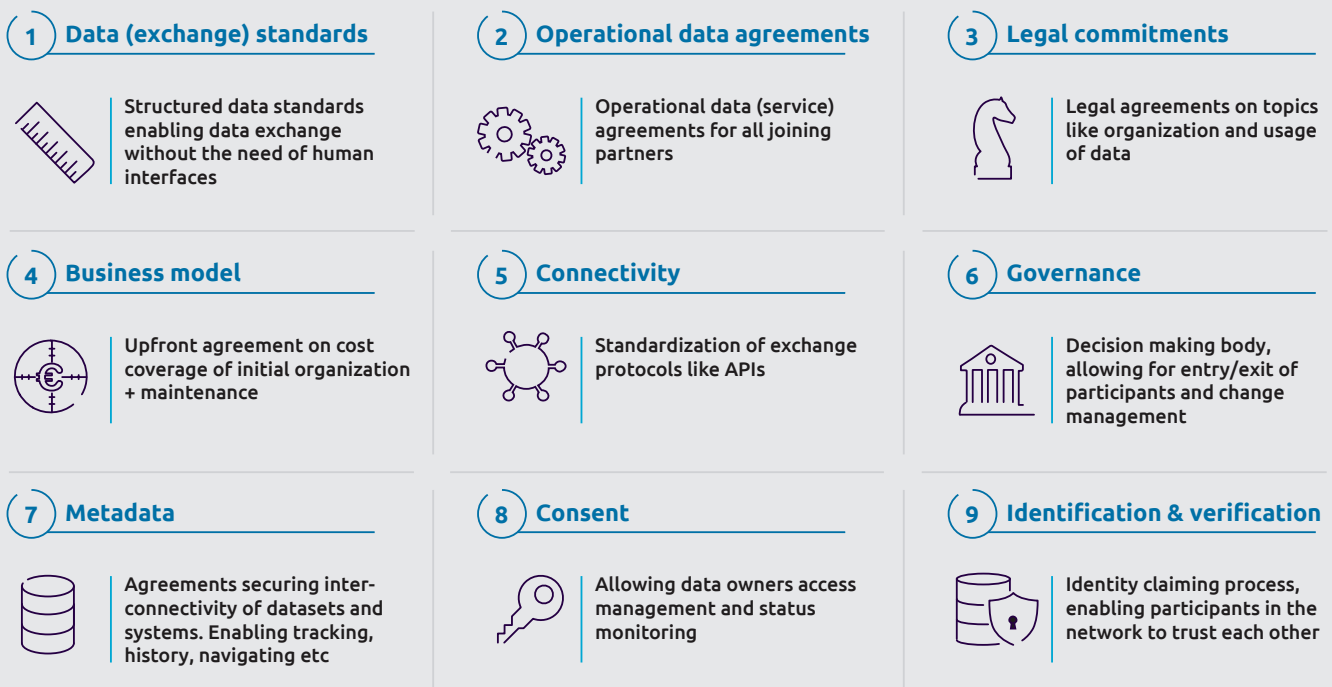 1 Data (exchange) standards
Structured data standards
enabling data exchange
without the need of human
interfaces
2 Operational data agreements
Operational data (service)
agreements for all joining
partners
3 Legal commitments
Legal agreements on topics
like organization and usage
of data
4 Business model
€
Upfront agreement on cost
coverage of initial organization
+ maintenance
5 Connectivity
Standardization of exchange
protocols like APIs
6 Governance
Decision making body,
allowing for entry/exit of
participants and change
management
7 Metadata
Agreements securing inter-
connectivity of datasets and
systems. Enabling tracking,
history, navigating etc
8 Consent
Allowing data owners access
management and status
monitoring
9 Identification & verification
Identity claiming process,
enabling participants in the
network to trust each other